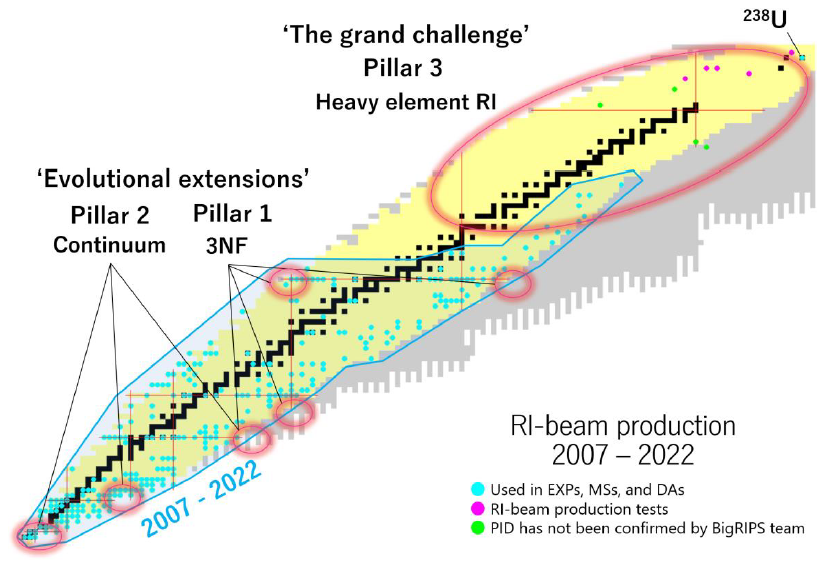 ²³⁸U
‘The grand challenge’
Pillar 3
Heavy element RI
‘Evolutional extensions’
Pillar 2
Continuum
Pillar 1
3NF
2007 - 2022
RI-beam production
2007 – 2022
Used in EXPs, MSs, and DAs
RI-beam production tests
PID has not been confirmed by BigRIPS team